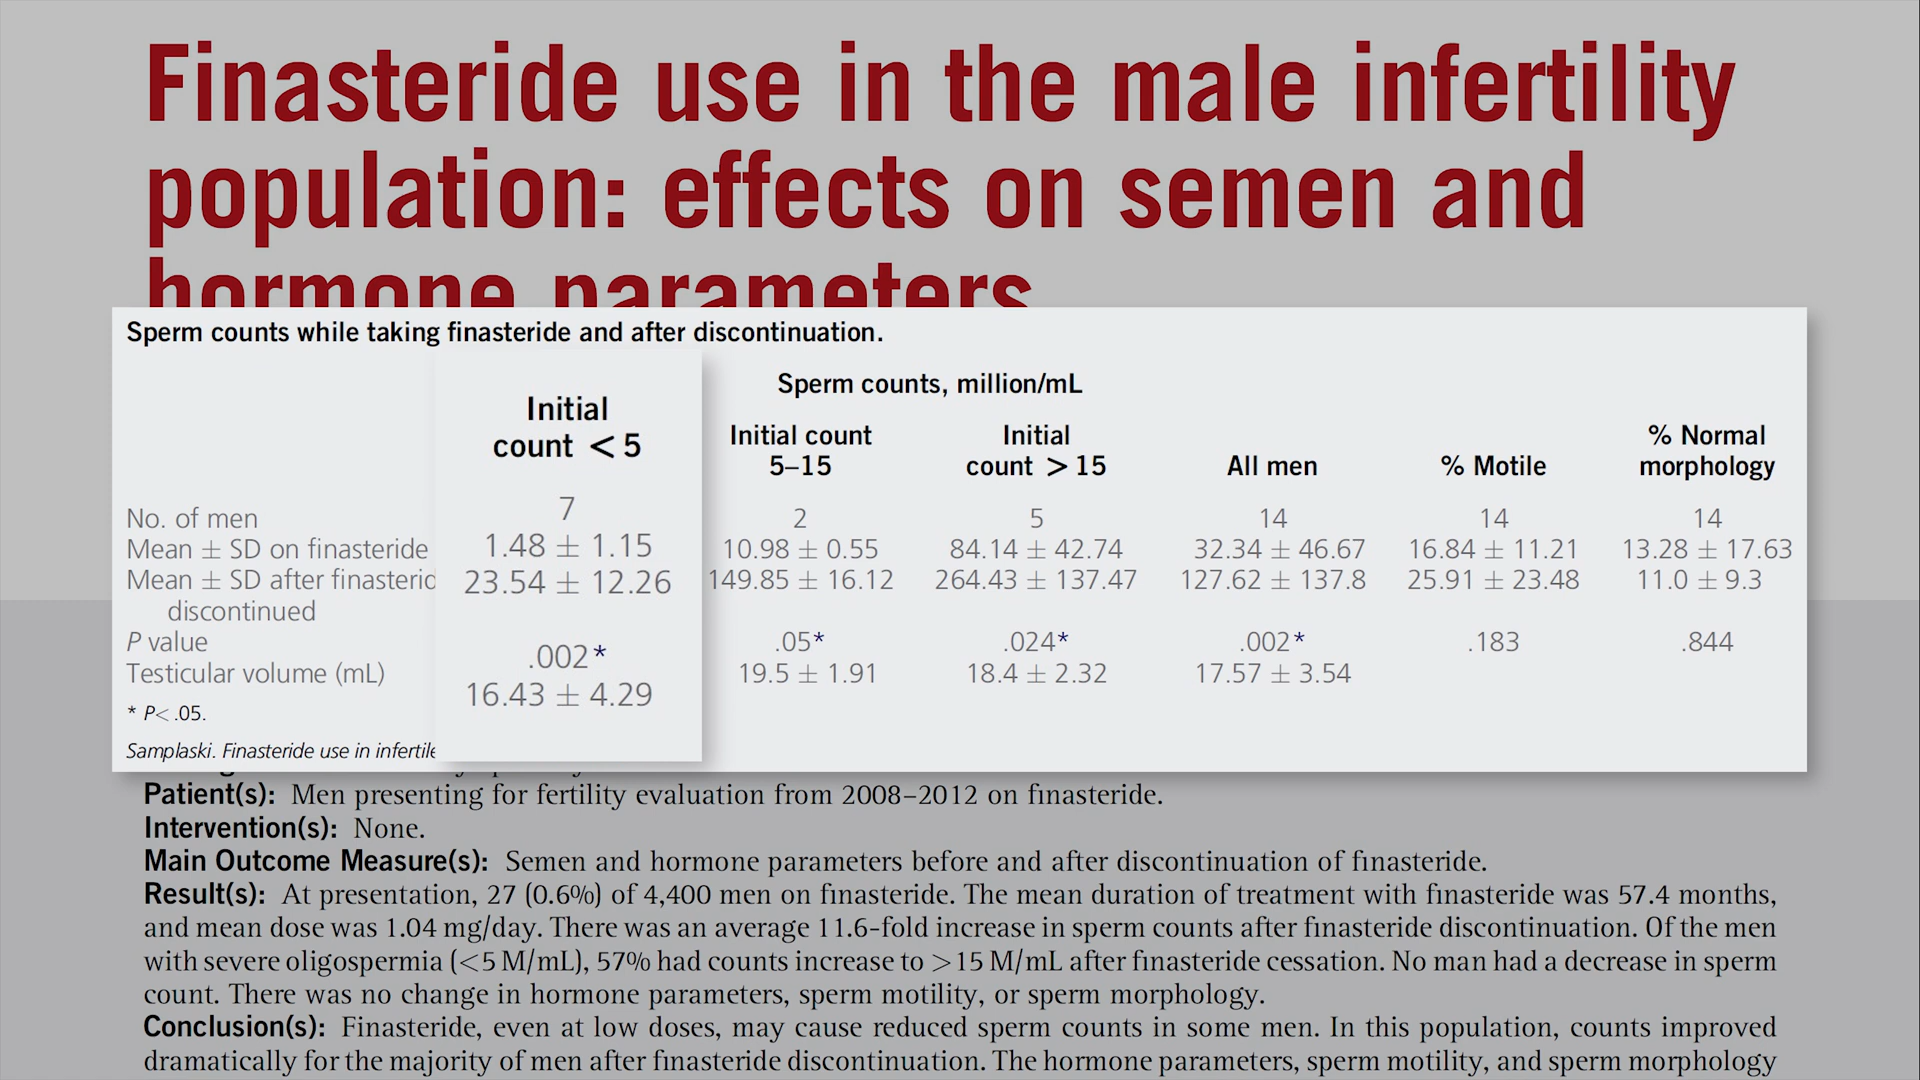 Finasteride use in the male infertility
population: effects on semen and
hormone parameters
Sperm counts while taking finasteride and after discontinuation.
Sperm counts, million/mL
Initial count < 5 Initial count 5–15 Initial count > 15 All men % Motile % Normal morphology
No. of men 7 2 5 14 14 14
Mean ± SD on finasteride 1.48 ± 1.15 10.98 ± 0.55 84.14 ± 42.74 32.34 ± 46.67 16.84 ± 11.21 13.28 ± 17.63
Mean ± SD after finasterid 23.54 ± 12.26 149.85 ± 16.12 264.43 ± 137.47 127.62 ± 137.8 25.91 ± 23.48 11.0 ± 9.3
discontinued
P value .002* .05* .024* .002* .183 .844
Testicular volume (mL) 16.43 ± 4.29 19.5 ± 1.91 18.4 ± 2.32 17.57 ± 3.54
* P< .05.
Samplaski. Finasteride use in infertile
Patient(s): Men presenting for fertility evaluation from 2008–2012 on finasteride.
Intervention(s): None.
Main Outcome Measure(s): Semen and hormone parameters before and after discontinuation of finasteride.
Result(s): At presentation, 27 (0.6%) of 4,400 men on finasteride. The mean duration of treatment with finasteride was 57.4 months,
and mean dose was 1.04 mg/day. There was an average 11.6-fold increase in sperm counts after finasteride discontinuation. Of the men
with severe oligospermia (<5 M/mL), 57% had counts increase to >15 M/mL after finasteride cessation. No man had a decrease in sperm
count. There was no change in hormone parameters, sperm motility, or sperm morphology.
Conclusion(s): Finasteride, even at low doses, may cause reduced sperm counts in some men. In this population, counts improved
dramatically for the majority of men after finasteride discontinuation. The hormone parameters, sperm motility, and sperm morphology